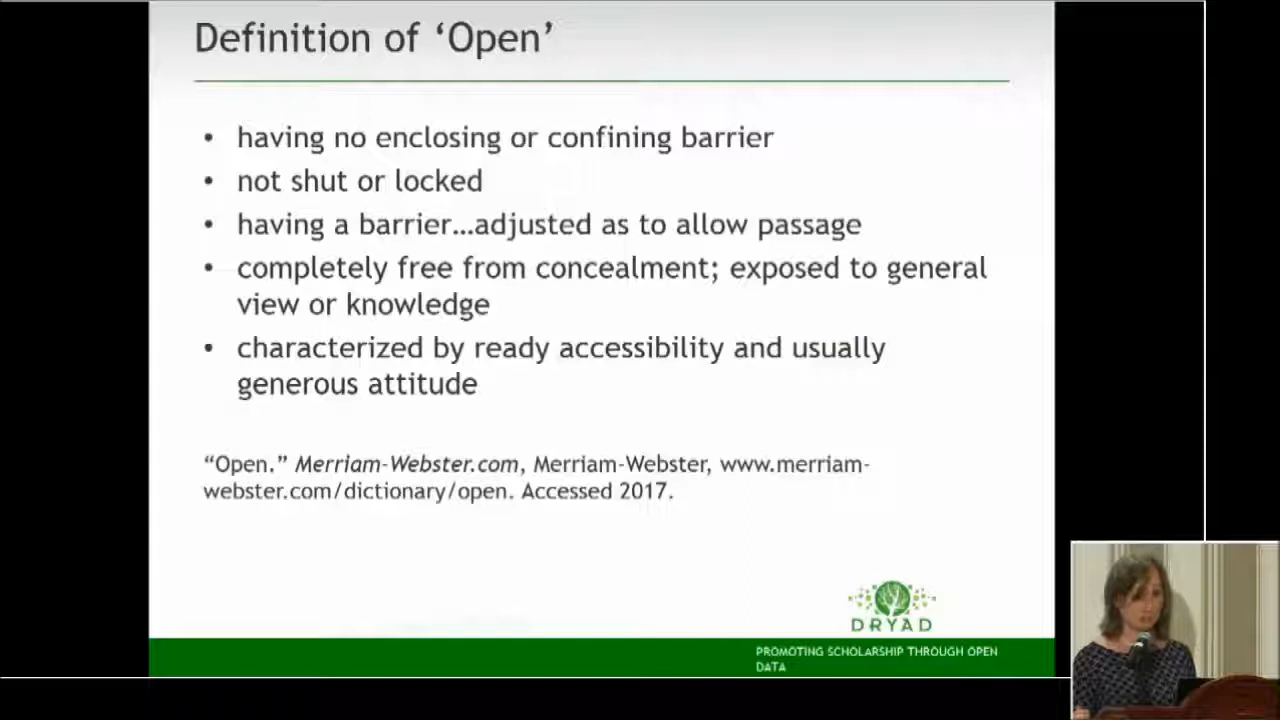 Definition of ‘Open’
• having no enclosing or confining barrier
• not shut or locked
• having a barrier…adjusted as to allow passage
• completely free from concealment; exposed to general
view or knowledge
• characterized by ready accessibility and usually
generous attitude
“Open.” Merriam-Webster.com, Merriam-Webster, www.merriam-
webster.com/dictionary/open. Accessed 2017.
DRYAD
PROMOTING SCHOLARSHIP THROUGH OPEN
DATA